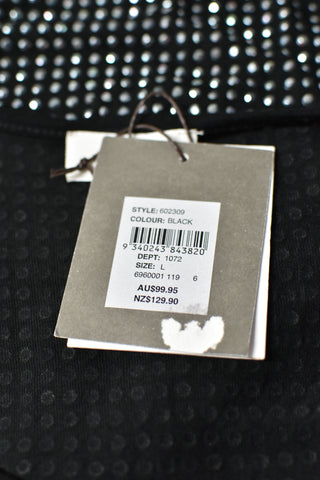 STYLE: 602309
COLOUR: BLACK
9 340243 843820
DEPT: 1072
SIZE: L
6960001 119 6
AU$99.95
NZ$129.90